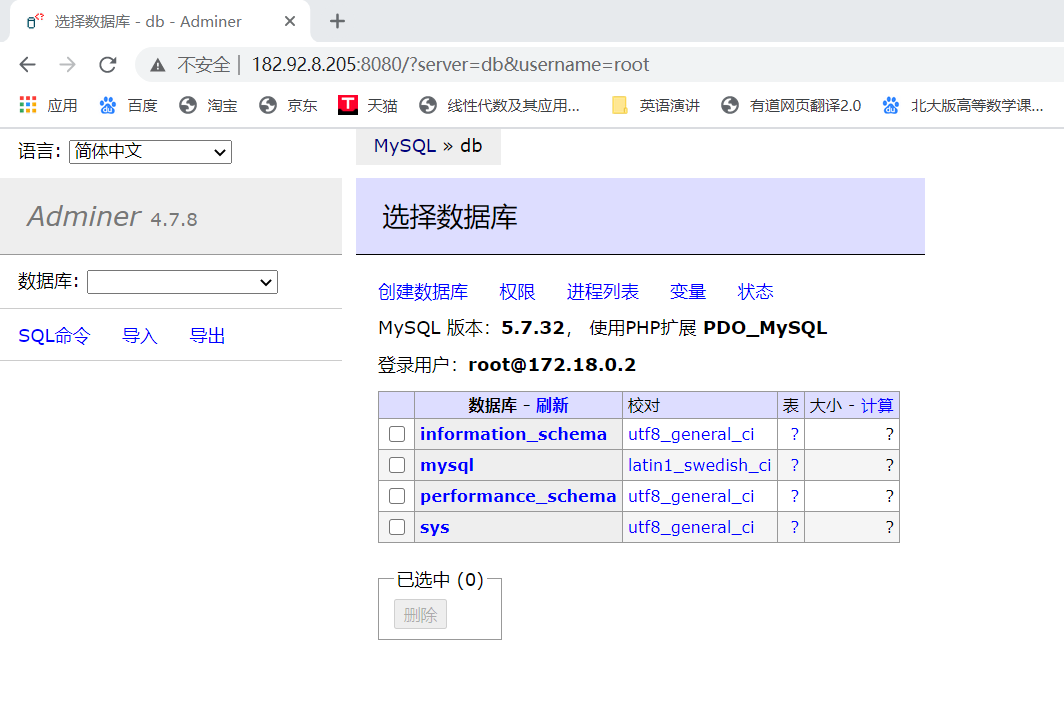 选择数据库 - db - Adminer
不安全 | 182.92.8.205:8080/?server=db&username=root
应用 百度 淘宝 京东 T 天猫 线性代数及其应用... 英语演讲 有道网页翻译2.0 北大版高等数学课...
语言: 简体中文
MySQL » db
Adminer 4.7.8
选择数据库
数据库:
SQL命令 导入 导出
创建数据库 权限 进程列表 变量 状态
MySQL 版本：5.7.32， 使用PHP扩展 PDO_MySQL
登录用户：root@172.18.0.2
数据库 - 刷新 校对 表 大小 - 计算
information_schema utf8_general_ci ? ?
mysql latin1_swedish_ci ? ?
performance_schema utf8_general_ci ? ?
sys utf8_general_ci ? ?
已选中 (0)
删除